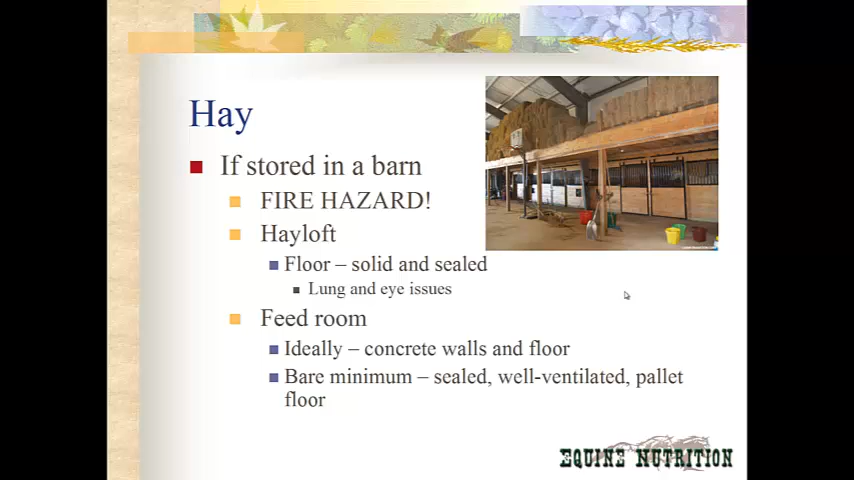 Hay
If stored in a barn
FIRE HAZARD!
Hayloft
Floor – solid and sealed
Lung and eye issues
Feed room
Ideally – concrete walls and floor
Bare minimum – sealed, well-ventilated, pallet
floor
EQUINE NUTRITION